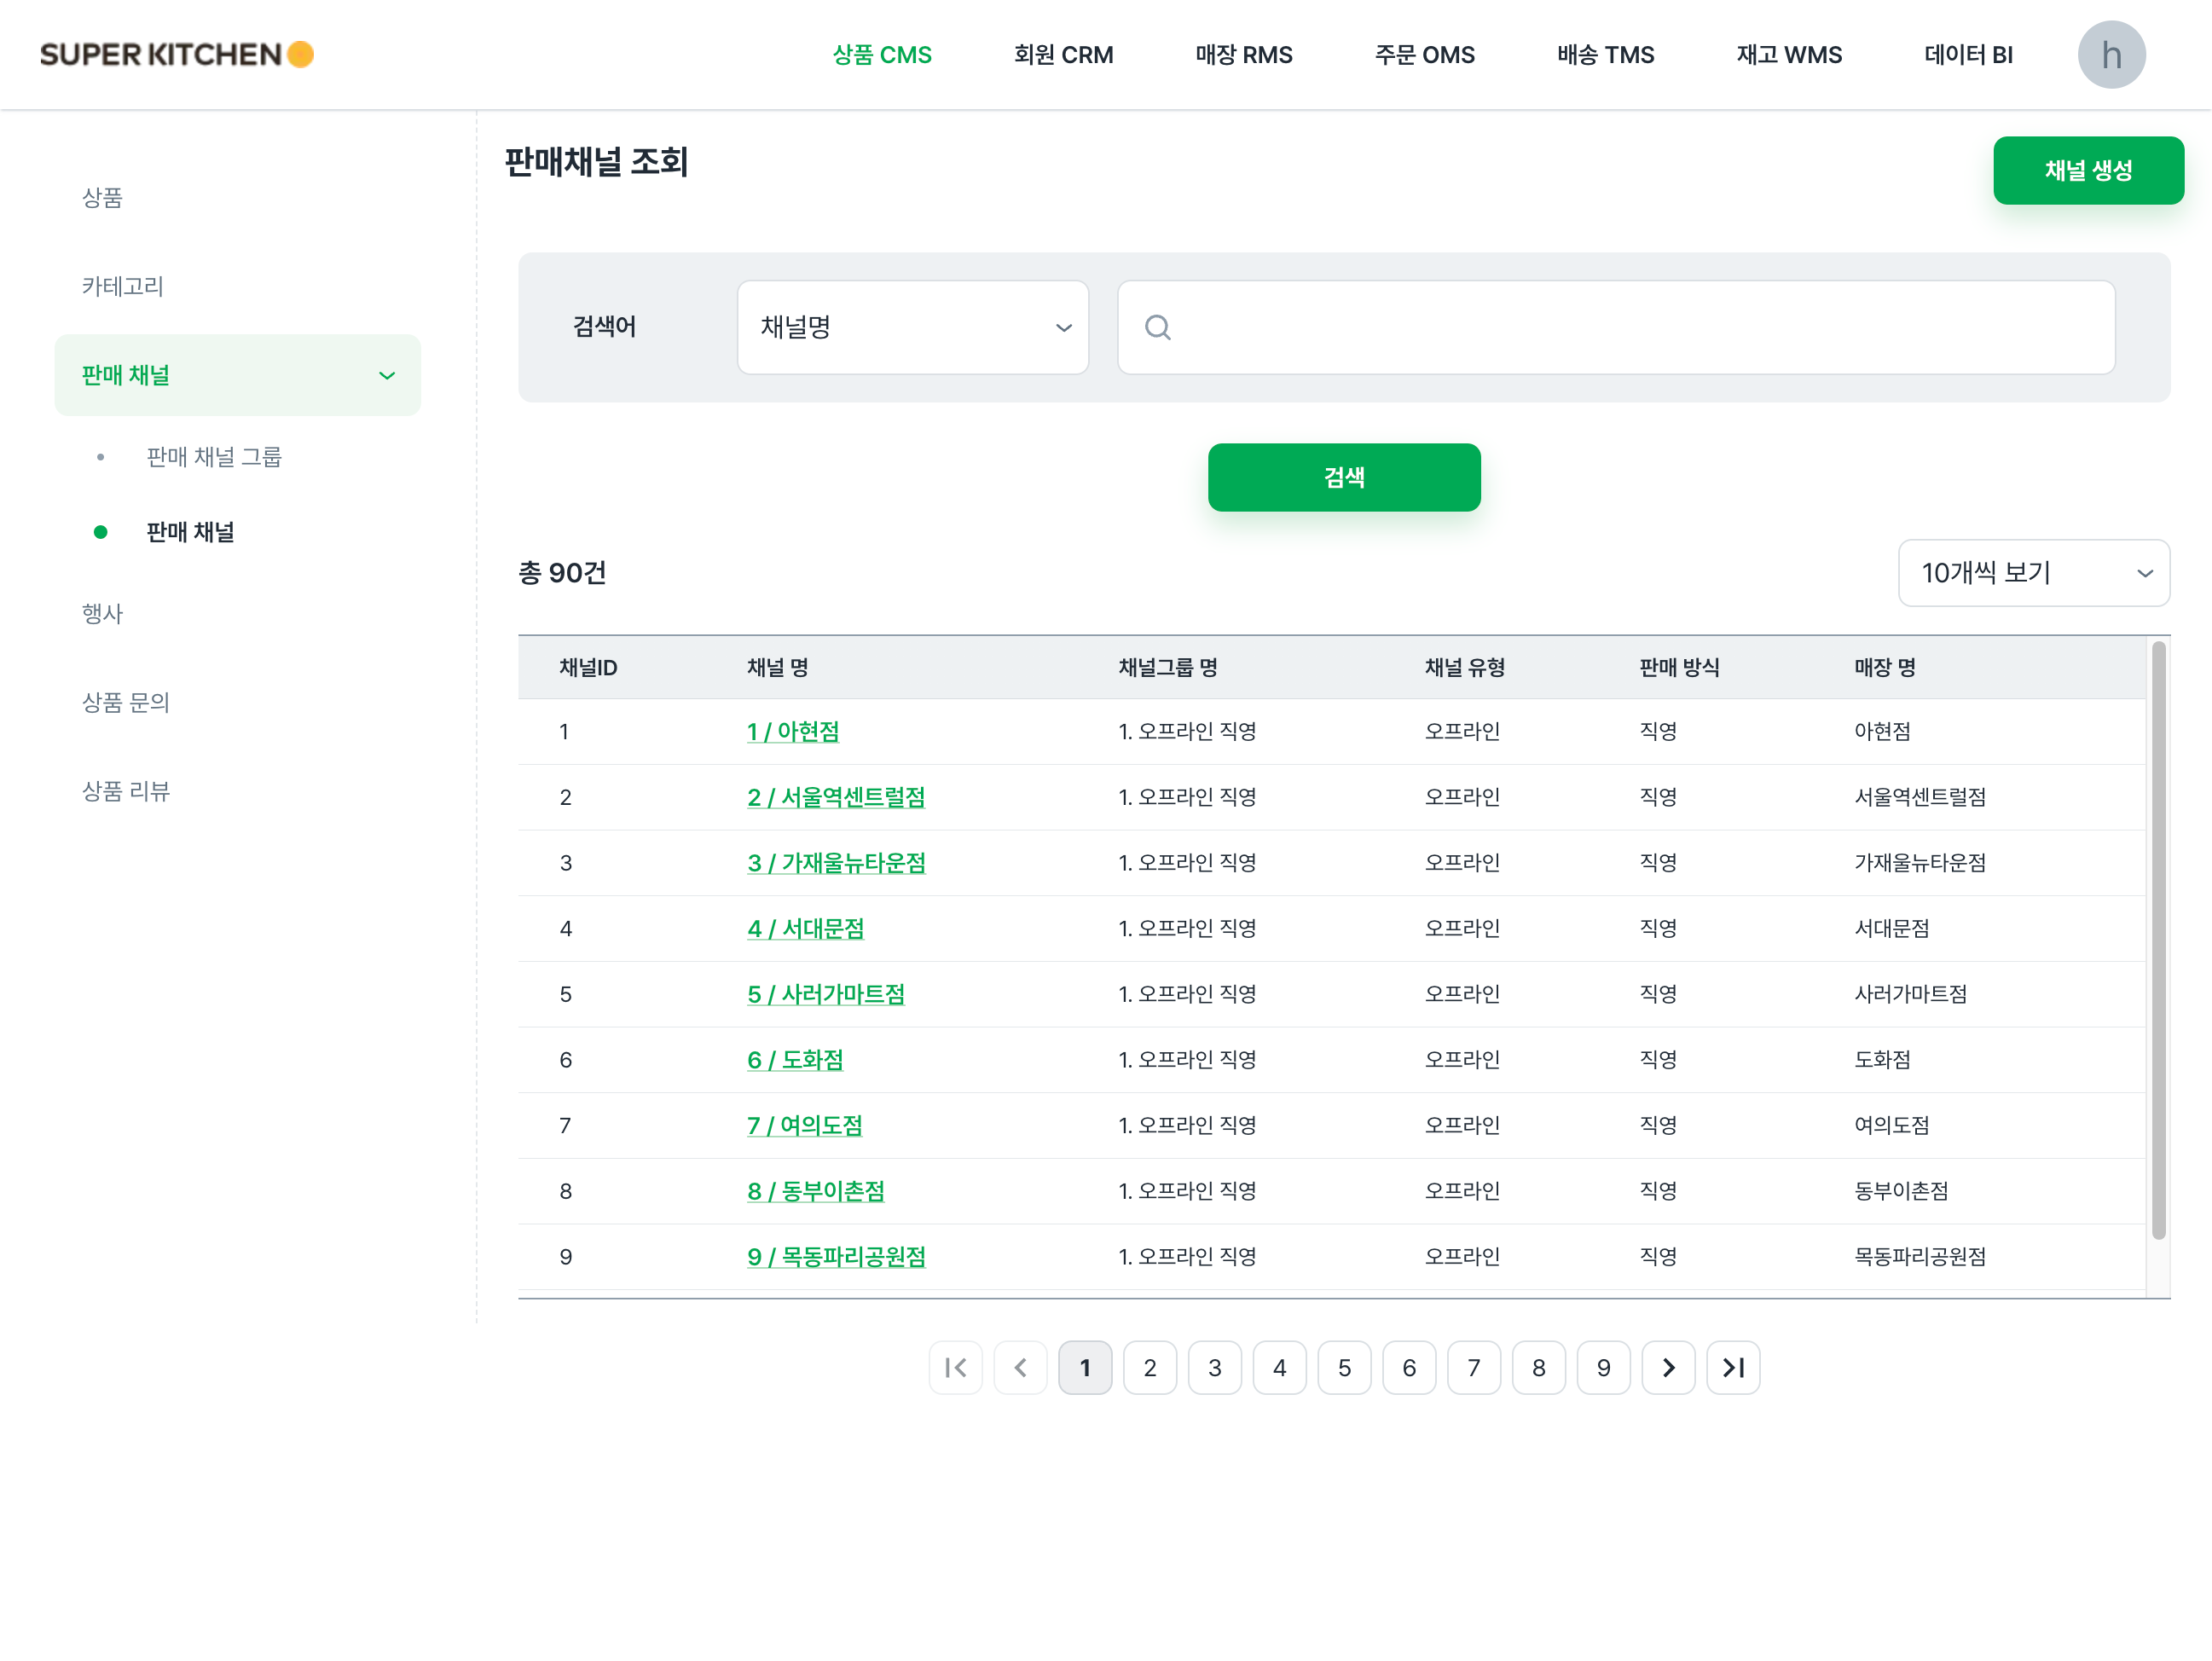 SUPER KITCHEN
상품 CMS 회원 CRM 매장 RMS 주문 OMS 배송 TMS 재고 WMS 데이터 BI h
상품
카테고리
판매 채널
판매 채널 그룹
판매 채널
행사
상품 문의
상품 리뷰
판매채널 조회
채널 생성
검색어 채널명
검색
총 90건 10개씩 보기
채널ID 채널 명 채널그룹 명 채널 유형 판매 방식 매장 명
1 1 / 아현점 1. 오프라인 직영 오프라인 직영 아현점
2 2 / 서울역센트럴점 1. 오프라인 직영 오프라인 직영 서울역센트럴점
3 3 / 가재울뉴타운점 1. 오프라인 직영 오프라인 직영 가재울뉴타운점
4 4 / 서대문점 1. 오프라인 직영 오프라인 직영 서대문점
5 5 / 사러가마트점 1. 오프라인 직영 오프라인 직영 사러가마트점
6 6 / 도화점 1. 오프라인 직영 오프라인 직영 도화점
7 7 / 여의도점 1. 오프라인 직영 오프라인 직영 여의도점
8 8 / 동부이촌점 1. 오프라인 직영 오프라인 직영 동부이촌점
9 9 / 목동파리공원점 1. 오프라인 직영 오프라인 직영 목동파리공원점
1 2 3 4 5 6 7 8 9